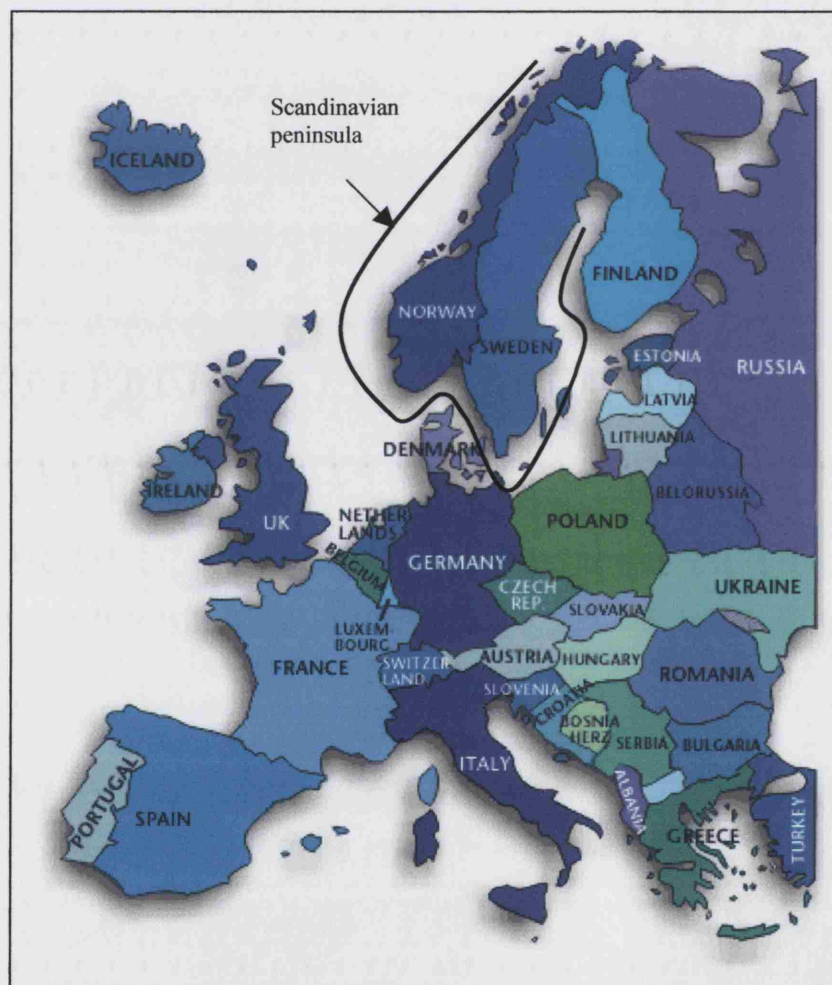 Scandinavian
peninsula
ICELAND
FINLAND
NORWAY
SWEDEN
ESTONIA
RUSSIA
LATVIA
LITHUANIA
DENMARK
BELORUSSIA
IRELAND
UK
NETHER
LANDS
BELGIUM
GERMANY
POLAND
CZECH
REP.
UKRAINE
SLOVAKIA
LUXEM-
BOURG
FRANCE
SWITZER
LAND
AUSTRIA
HUNGARY
ROMANIA
SLOVENIA
CROATIA
BOSNIA
HERZ
SERBIA
BULGARIA
ITALY
ALBANIA
PORTUGAL
SPAIN
GREECE
TURKEY